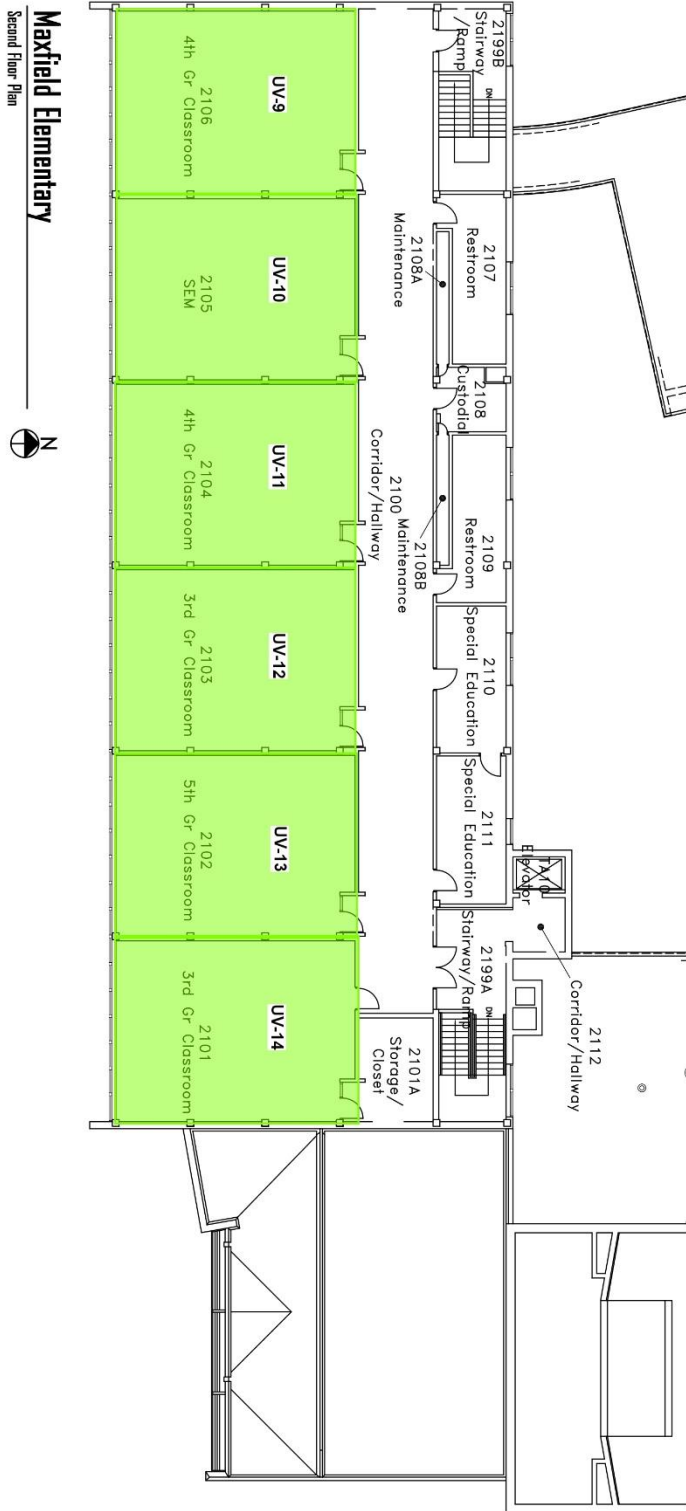 2199B
Stairway
/Ramp
DN
2107
Restroom
2108A
Maintenance
2108
Custodial
2109
Restroom
2108B
Maintenance
2100
Corridor/Hallway
2110
Special Education
2111
Special Education
TA10
Elevator
2199A
Stairway/Ramp
DN
2112
Corridor/Hallway
2101A
Storage/
Closet
UV-9
2106
4th Gr Classroom
UV-10
2105
SEM
UV-11
2104
4th Gr Classroom
UV-12
2103
3rd Gr Classroom
UV-13
2102
5th Gr Classroom
UV-14
2101
3rd Gr Classroom
Maxfield Elementary
Second Floor Plan
N